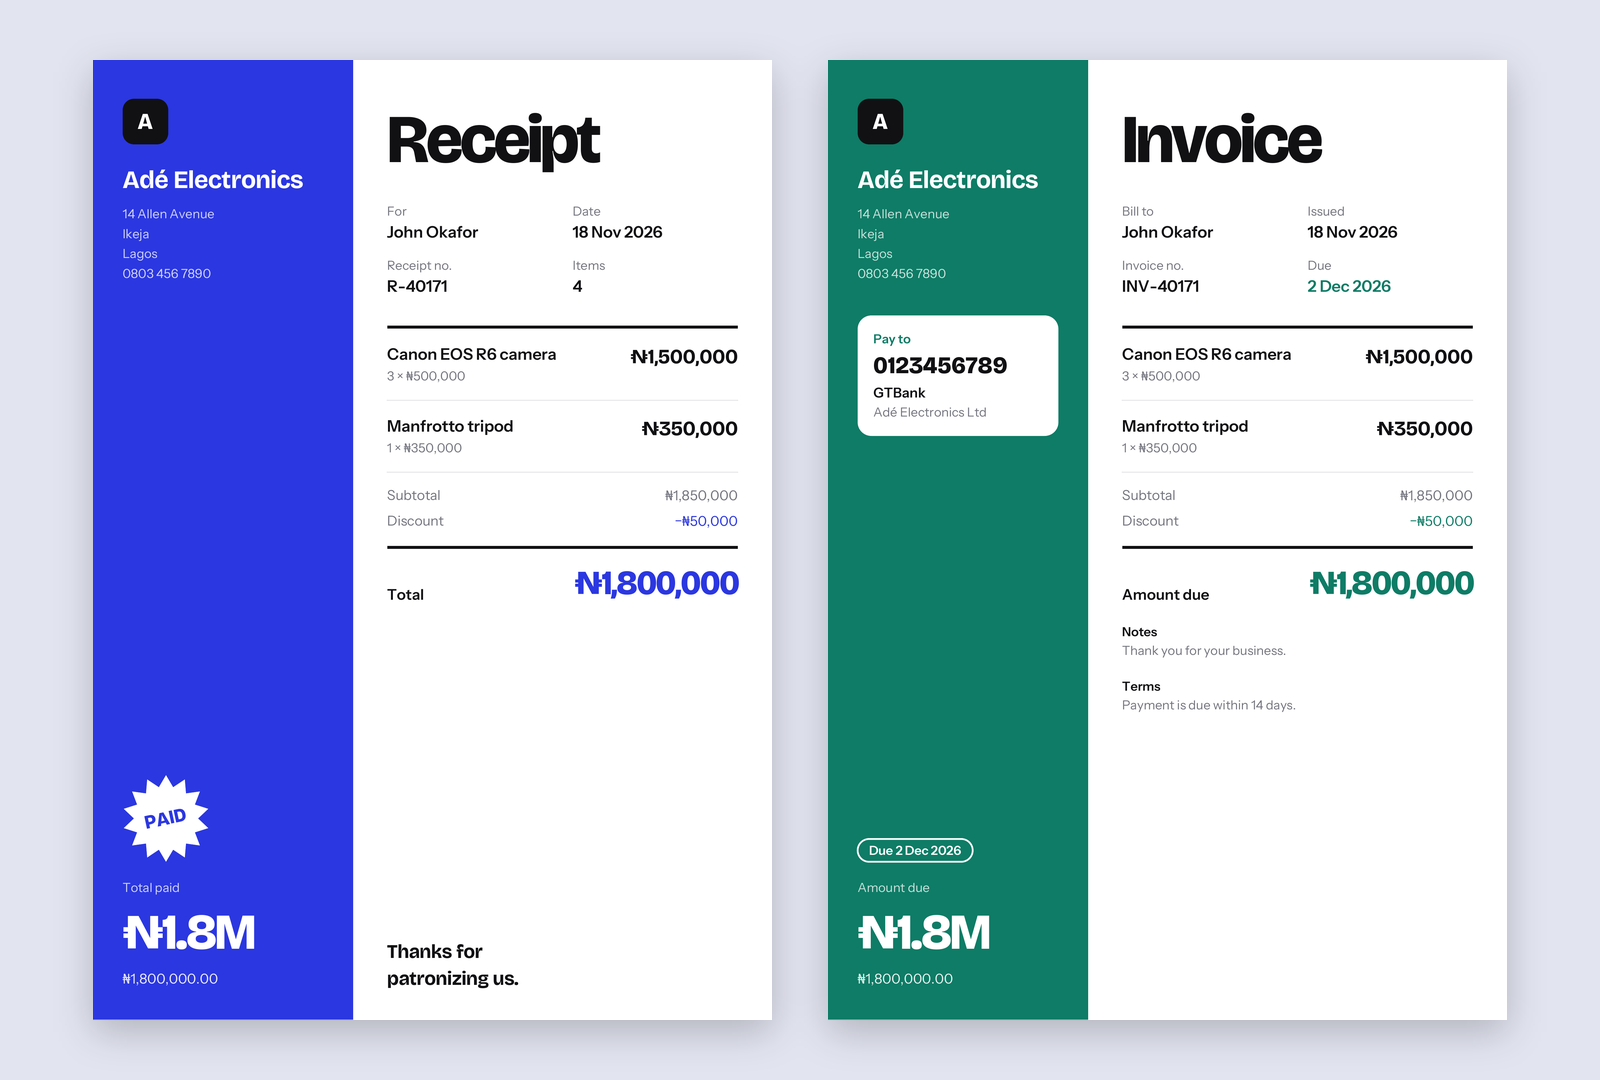 A
Adé Electronics
14 Allen Avenue
Ikeja
Lagos
0803 456 7890
PAID
Total paid
₦1.8M
₦1,800,000.00
Receipt
For
John Okafor
Date
18 Nov 2026
Receipt no.
R-40171
Items
4
Canon EOS R6 camera ₦1,500,000
3 × ₦500,000
Manfrotto tripod ₦350,000
1 × ₦350,000
Subtotal ₦1,850,000
Discount −₦50,000
Total ₦1,800,000
Thanks for
patronizing us.
A
Adé Electronics
14 Allen Avenue
Ikeja
Lagos
0803 456 7890
Pay to
0123456789
GTBank
Adé Electronics Ltd
Due 2 Dec 2026
Amount due
₦1.8M
₦1,800,000.00
Invoice
Bill to
John Okafor
Issued
18 Nov 2026
Invoice no.
INV-40171
Due
2 Dec 2026
Canon EOS R6 camera ₦1,500,000
3 × ₦500,000
Manfrotto tripod ₦350,000
1 × ₦350,000
Subtotal ₦1,850,000
Discount −₦50,000
Amount due ₦1,800,000
Notes
Thank you for your business.
Terms
Payment is due within 14 days.